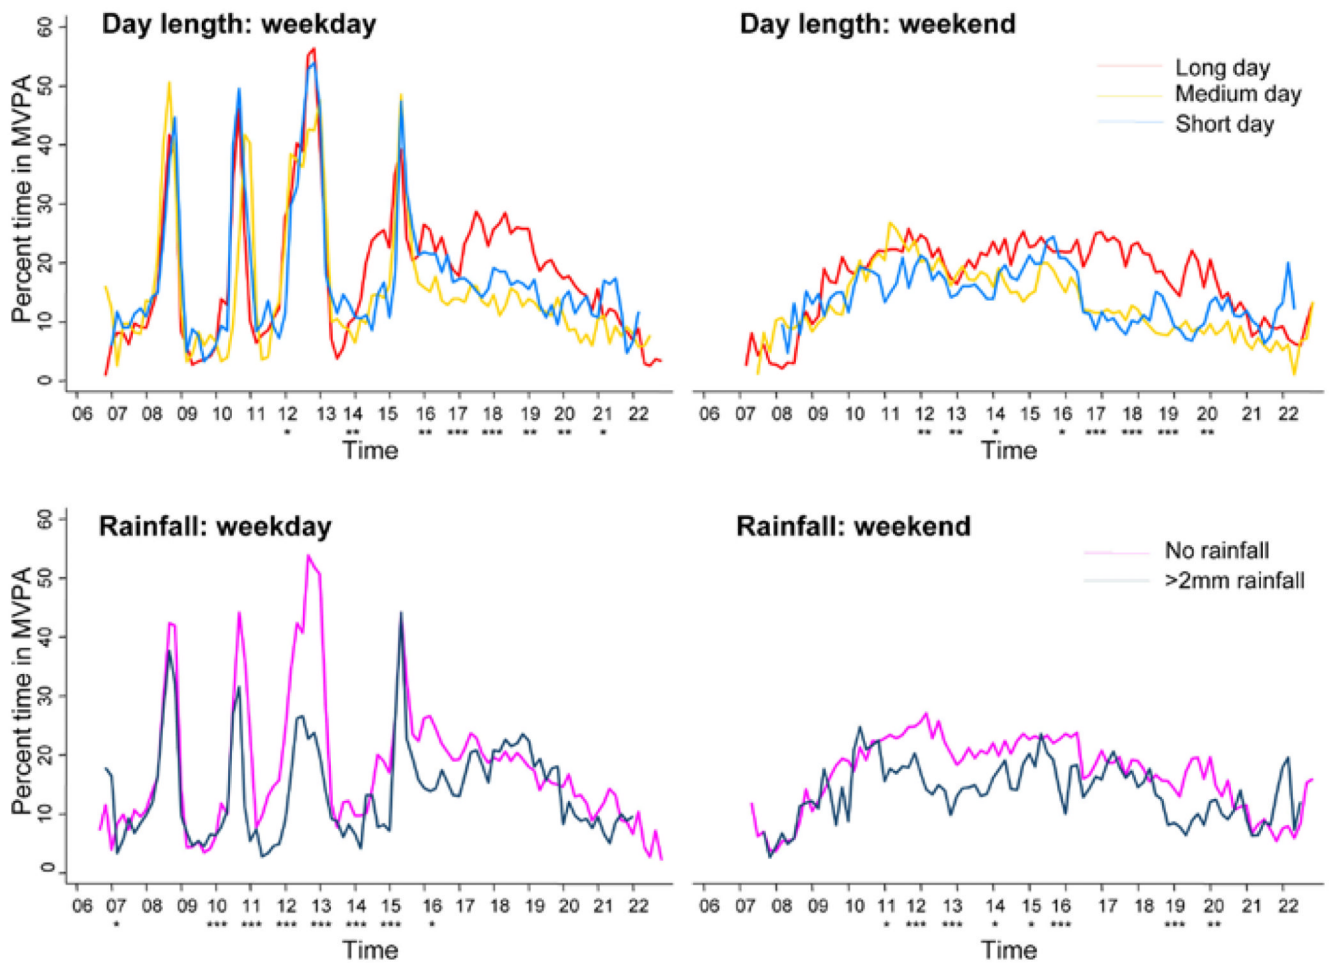 Day length: weekday
Percent time in MVPA
60
50
40
30
20
10
0
06 07 08 09 10 11 12 13 14 15 16 17 18 19 20 21 22
* ** ** *** *** ** ** *
Time
Day length: weekend
Long day
Medium day
Short day
06 07 08 09 10 11 12 13 14 15 16 17 18 19 20 22
** ** * * *** *** *** **
Time
Rainfall: weekday
Percent time in MVPA
60
50
40
30
20
10
0
06 07 08 09 10 11 12 13 14 15 16 17 18 19 20 21 22
* *** *** *** *** *** *** *
Time
Rainfall: weekend
No rainfall
>2mm rainfall
06 07 08 09 10 11 12 13 14 15 16 17 18 19 20 22
* *** *** * * *** *** **
Time